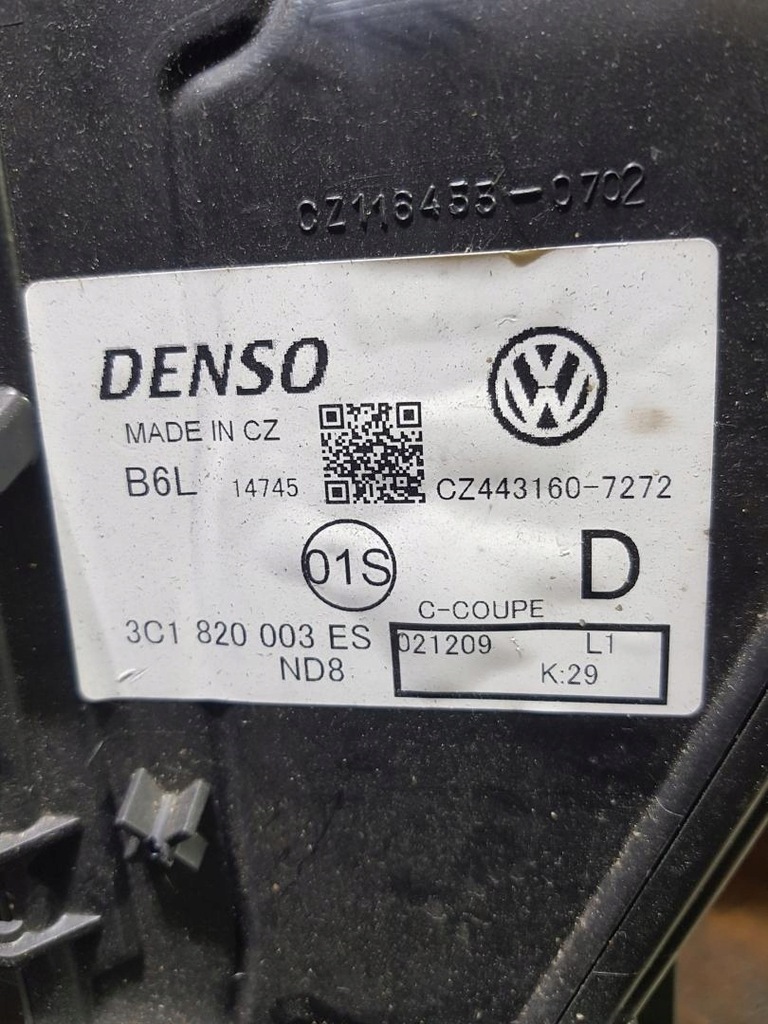 CZ116455-0702
DENSO
MADE IN CZ
B6L 14745 CZ443160-7272
01S D
C-COUPE
3C1 820 003 ES 021209 L1
ND8 K:29